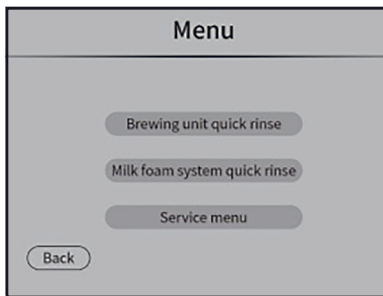 Menu
Brewing unit quick rinse
Milk foam system quick rinse
Service menu
Back